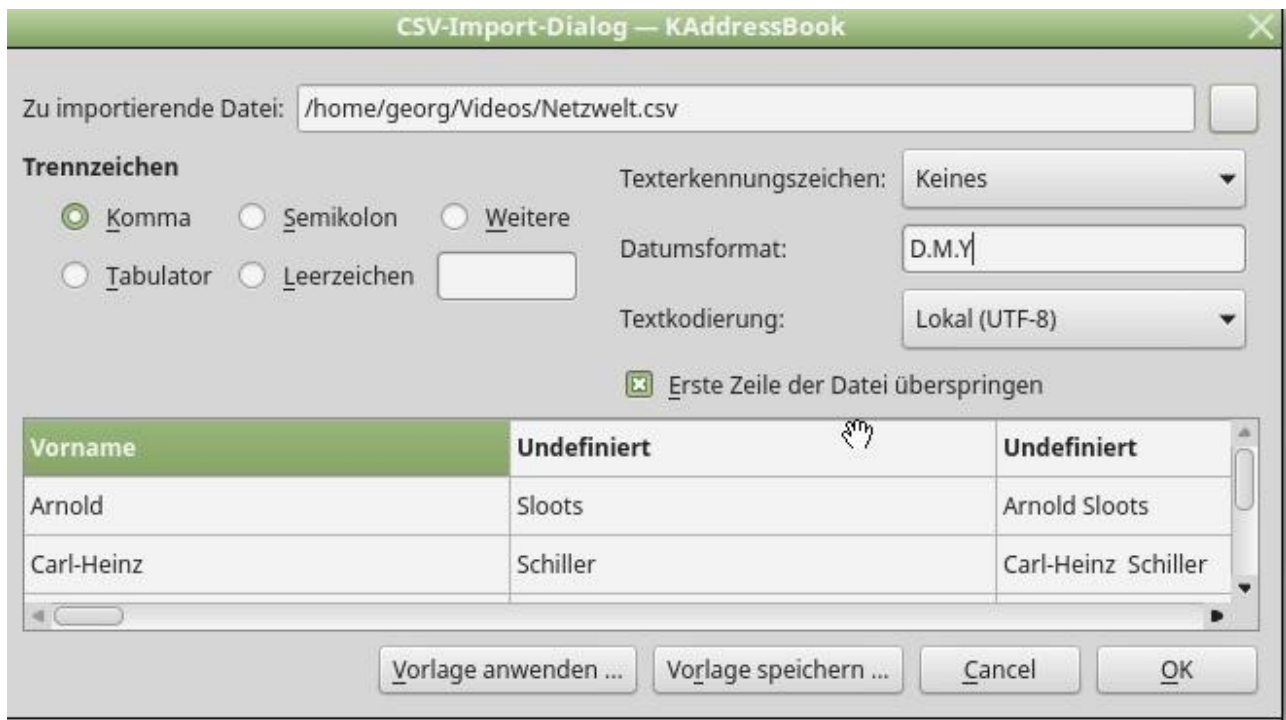 CSV-Import-Dialog — KAddressBook
Zu importierende Datei: /home/georg/Videos/Netzwelt.csv
Trennzeichen
Komma Semikolon Weitere
Tabulator Leerzeichen
Texterkennungszeichen: Keines
Datumsformat: D.M.Y
Textkodierung: Lokal (UTF-8)
Erste Zeile der Datei überspringen
Vorname Undefiniert Undefiniert
Arnold Sloots Arnold Sloots
Carl-Heinz Schiller Carl-Heinz  Schiller
Vorlage anwenden ... Vorlage speichern ... Cancel OK